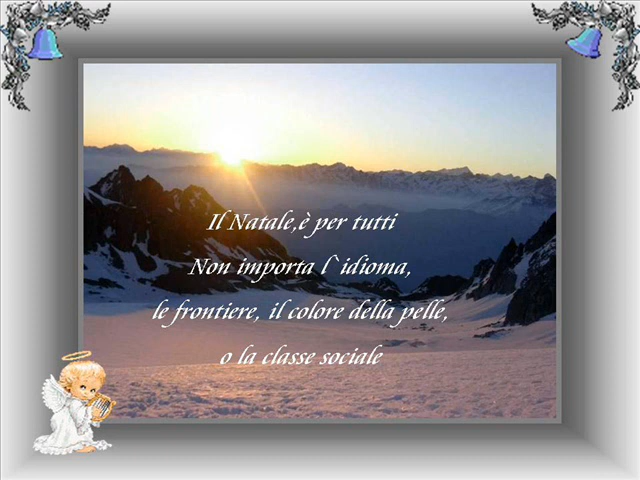 Il Natale,è per tutti
Non importa l`idioma,
le frontiere, il colore della pelle,
o la classe sociale